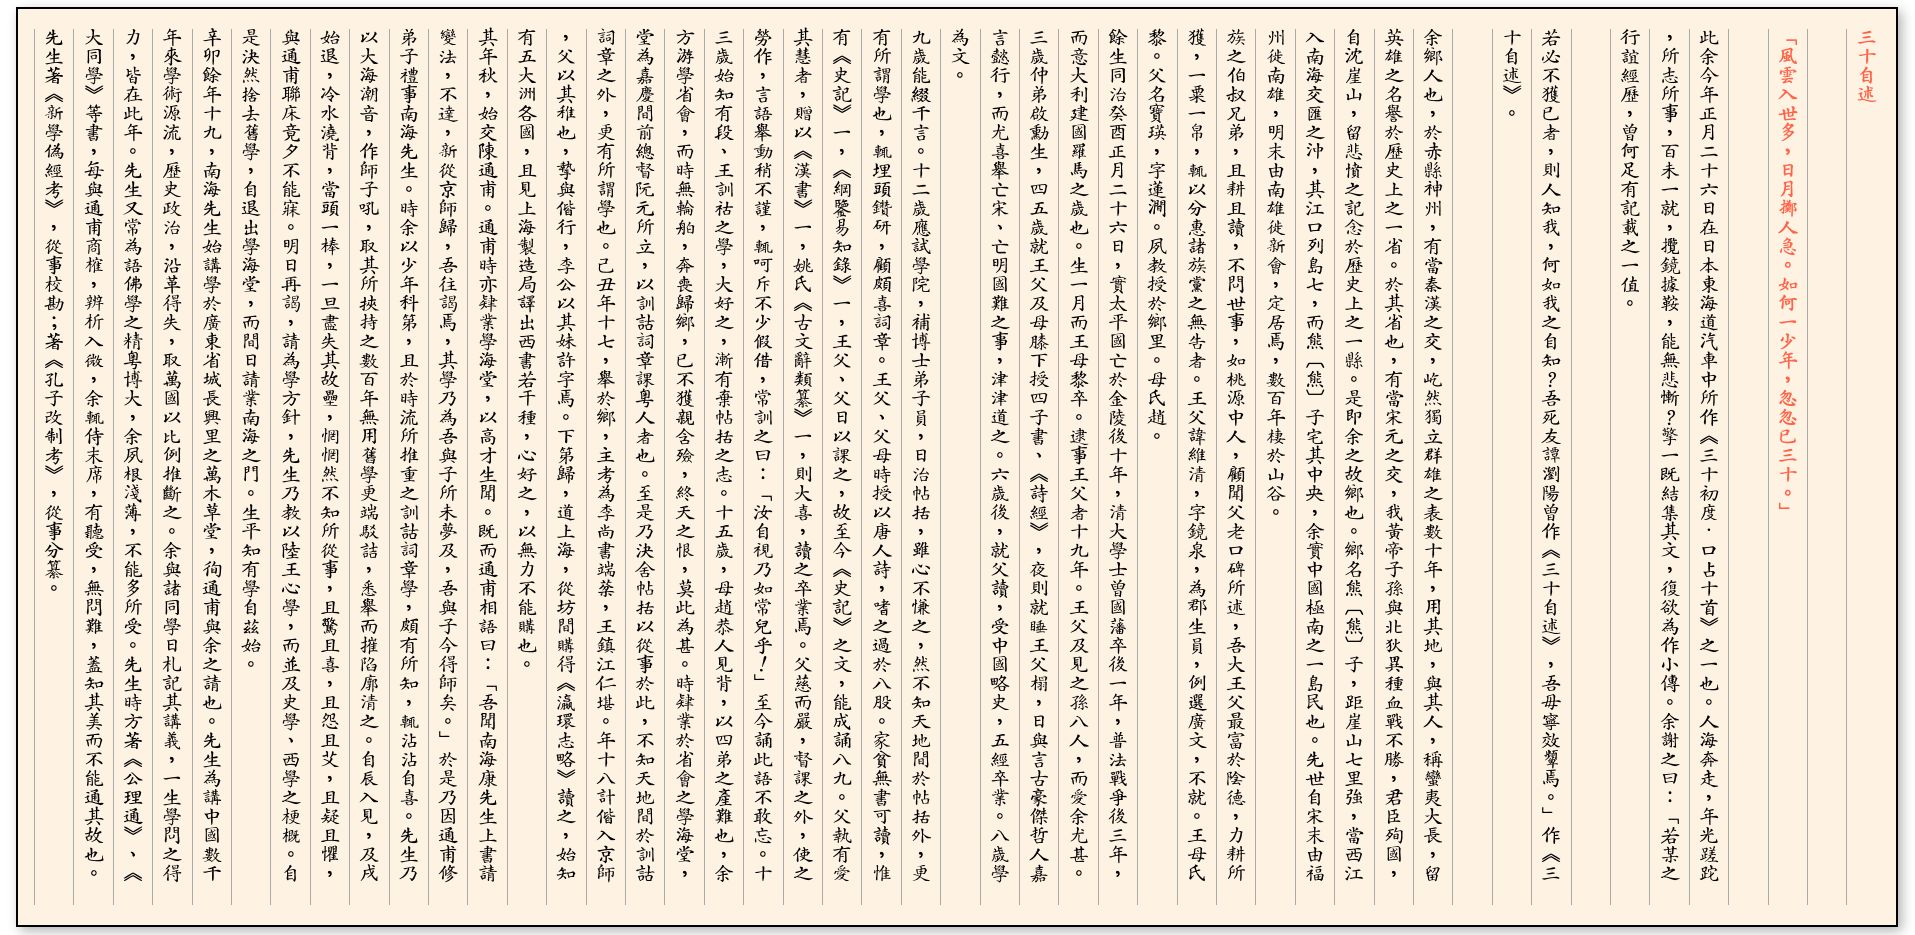 三十自述
「風雲入世多，日月擲人急。如何一少年，忽忽已三十。」
此余今年正月二十六日在日本東海道汽車中所作《三十初度·口占十首》之一也。人海奔走，年光蹉跎
，所志所事，百未一就，攬鏡據鞍，能無悲慚？擎一既結集其文，復欲為作小傳。余謝之曰：「若某之
行誼經歷，曾何足有記載之一值。
若必不獲已者，則人知我，何如我之自知？吾死友譚瀏陽曾作《三十自述》，吾毋寧效顰焉。」作《三
十自述》。
余鄉人也，於赤縣神州，有當秦漢之交，屹然獨立群雄之表數十年，用其地，與其人，稱蠻夷大長，留
英雄之名譽於歷史上之一省。於其省也，有當宋元之交，我黃帝子孫與北狄異種血戰不勝，君臣殉國，
自沈崖山，留悲憤之記念於歷史上之一縣。是即余之故鄉也。鄉名熊〔熊〕子，距崖山七里強，當西江
入南海交匯之沖，其江口列島七，而熊〔熊〕子宅其中央，余實中國極南之一島民也。先世自宋末由福
州徙南雄，明末由南雄徙新會，定居焉，數百年棲於山谷。
族之伯叔兄弟，且耕且讀，不問世事，如桃源中人，顧聞父老口碑所述，吾大王父最富於陰德，力耕所
獲，一粟一帛，輒以分惠諸族黨之無告者。王父諱維清，字鏡泉，為郡生員，例選廣文，不就。王母氏
黎。父名寶瑛，字蓮澗。夙教授於鄉里。母氏趙。
餘生同治癸酉正月二十六日，實太平國亡於金陵後十年，清大學士曾國藩卒後一年，普法戰爭後三年，
而意大利建國羅馬之歲也。生一月而王母黎卒。逮事王父者十九年。王父及見之孫八人，而愛余尤甚。
三歲仲弟啟勳生，四五歲就王父及母膝下授四子書、《詩經》，夜則就睡王父榻，日與言古豪傑哲人嘉
言懿行，而尤喜舉亡宋、亡明國難之事，津津道之。六歲後，就父讀，受中國略史，五經卒業。八歲學
為文。
九歲能綴千言。十二歲應試學院，補博士弟子員，日治帖括，雖心不慊之，然不知天地間於帖括外，更
有所謂學也，輒埋頭鑽研，顧頗喜詞章。王父、父母時授以唐人詩，嗜之過於八股。家貧無書可讀，惟
有《史記》一，《綱鑒易知錄》一，王父、父日以課之，故至今《史記》之文，能成誦八九。父執有愛
其慧者，贈以《漢書》一，姚氏《古文辭類纂》一，則大喜，讀之卒業焉。父慈而嚴，督課之外，使之
勞作，言語舉動稍不謹，輒呵斥不少假借，常訓之曰：「汝自視乃如常兒乎！」至今誦此語不敢忘。十
三歲始知有段、王訓祜之學，大好之，漸有棄帖括之志。十五歲，母趙恭人見背，以四弟之產難也，余
方游學省會，而時無輪舶，奔喪歸鄉，已不獲親含殮，終天之恨，莫此為甚。時肄業於省會之學海堂，
堂為嘉慶間前總督阮元所立，以訓詁詞章課粵人者也。至是乃決舍帖括以從事於此，不知天地間於訓詁
詞章之外，更有所謂學也。己丑年十七，舉於鄉，主考為李尚書端棻，王鎮江仁堪。年十八計偕入京師
，父以其稚也，摯與偕行，李公以其妹許字焉。下第歸，道上海，從坊間購得《瀛環志略》讀之，始知
有五大洲各國，且見上海製造局譯出西書若干種，心好之，以無力不能購也。
其年秋，始交陳通甫。通甫時亦肄業學海堂，以高才生聞。既而通甫相語曰：「吾聞南海康先生上書請
變法，不達，新從京師歸，吾往謁焉，其學乃為吾與子所未夢及，吾與子今得師矣。」於是乃因通甫修
弟子禮事南海先生。時余以少年科第，且於時流所推重之訓詁詞章學，頗有所知，輒沾沾自喜。先生乃
以大海潮音，作師子吼，取其所挾持之數百年無用舊學更端駁詰，悉舉而摧陷廓清之。自辰入見，及戌
始退，冷水澆背，當頭一棒，一旦盡失其故壘，惘惘然不知所從事，且驚且喜，且怨且艾，且疑且懼，
與通甫聯床竟夕不能寐。明日再謁，請為學方針，先生乃教以陸王心學，而並及史學、西學之梗概。自
是決然捨去舊學，自退出學海堂，而間日請業南海之門。生平知有學自茲始。
辛卯餘年十九，南海先生始講學於廣東省城長興里之萬木草堂，徇通甫與余之請也。先生為講中國數千
年來學術源流，歷史政治，沿革得失，取萬國以比例推斷之。余與諸同學日札記其講義，一生學問之得
力，皆在此年。先生又常為語佛學之精粵博大，余夙根淺薄，不能多所受。先生時方著《公理通》、《
大同學》等書，每與通甫商榷，辨析入微，余輒侍末席，有聽受，無問難，蓋知其美而不能通其故也。
先生著《新學偽經考》，從事校勘；著《孔子改制考》，從事分纂。